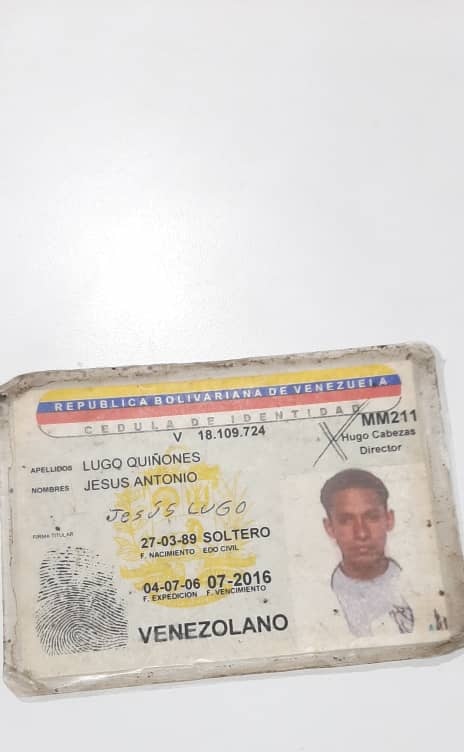 REPUBLICA BOLIVARIANA DE VENEZUELA
CEDULA DE IDENTIDAD
V 18.109.724
MM211
Hugo Cabezas
Director
APELLIDOS LUGO QUIÑONES
NOMBRES JESUS ANTONIO
Jesús LUGO
FIRMA TITULAR
27-03-89 SOLTERO
F. NACIMIENTO EDO CIVIL
04-07-06 07-2016
F. EXPEDICION F. VENCIMIENTO
VENEZOLANO